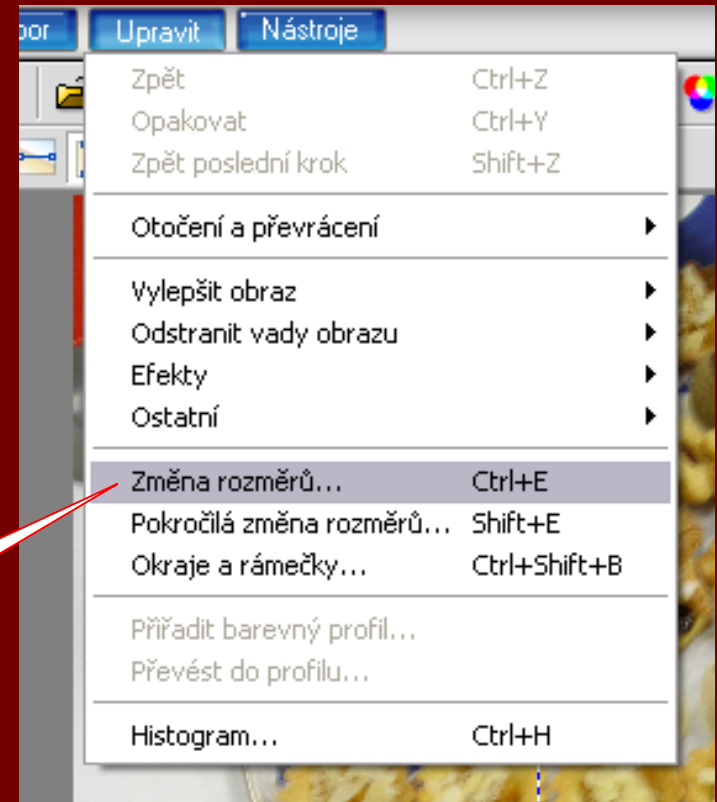 Upravit Nástroje
Zpět Ctrl+Z
Opakovat Ctrl+Y
Zpět poslední krok Shift+Z
Otočení a převrácení
Vylepšit obraz
Odstranit vady obrazu
Efekty
Ostatní
Změna rozměrů... Ctrl+E
Pokročilá změna rozměrů... Shift+E
Okraje a rámečky... Ctrl+Shift+B
Přiřadit barevný profil...
Převést do profilu...
Histogram... Ctrl+H